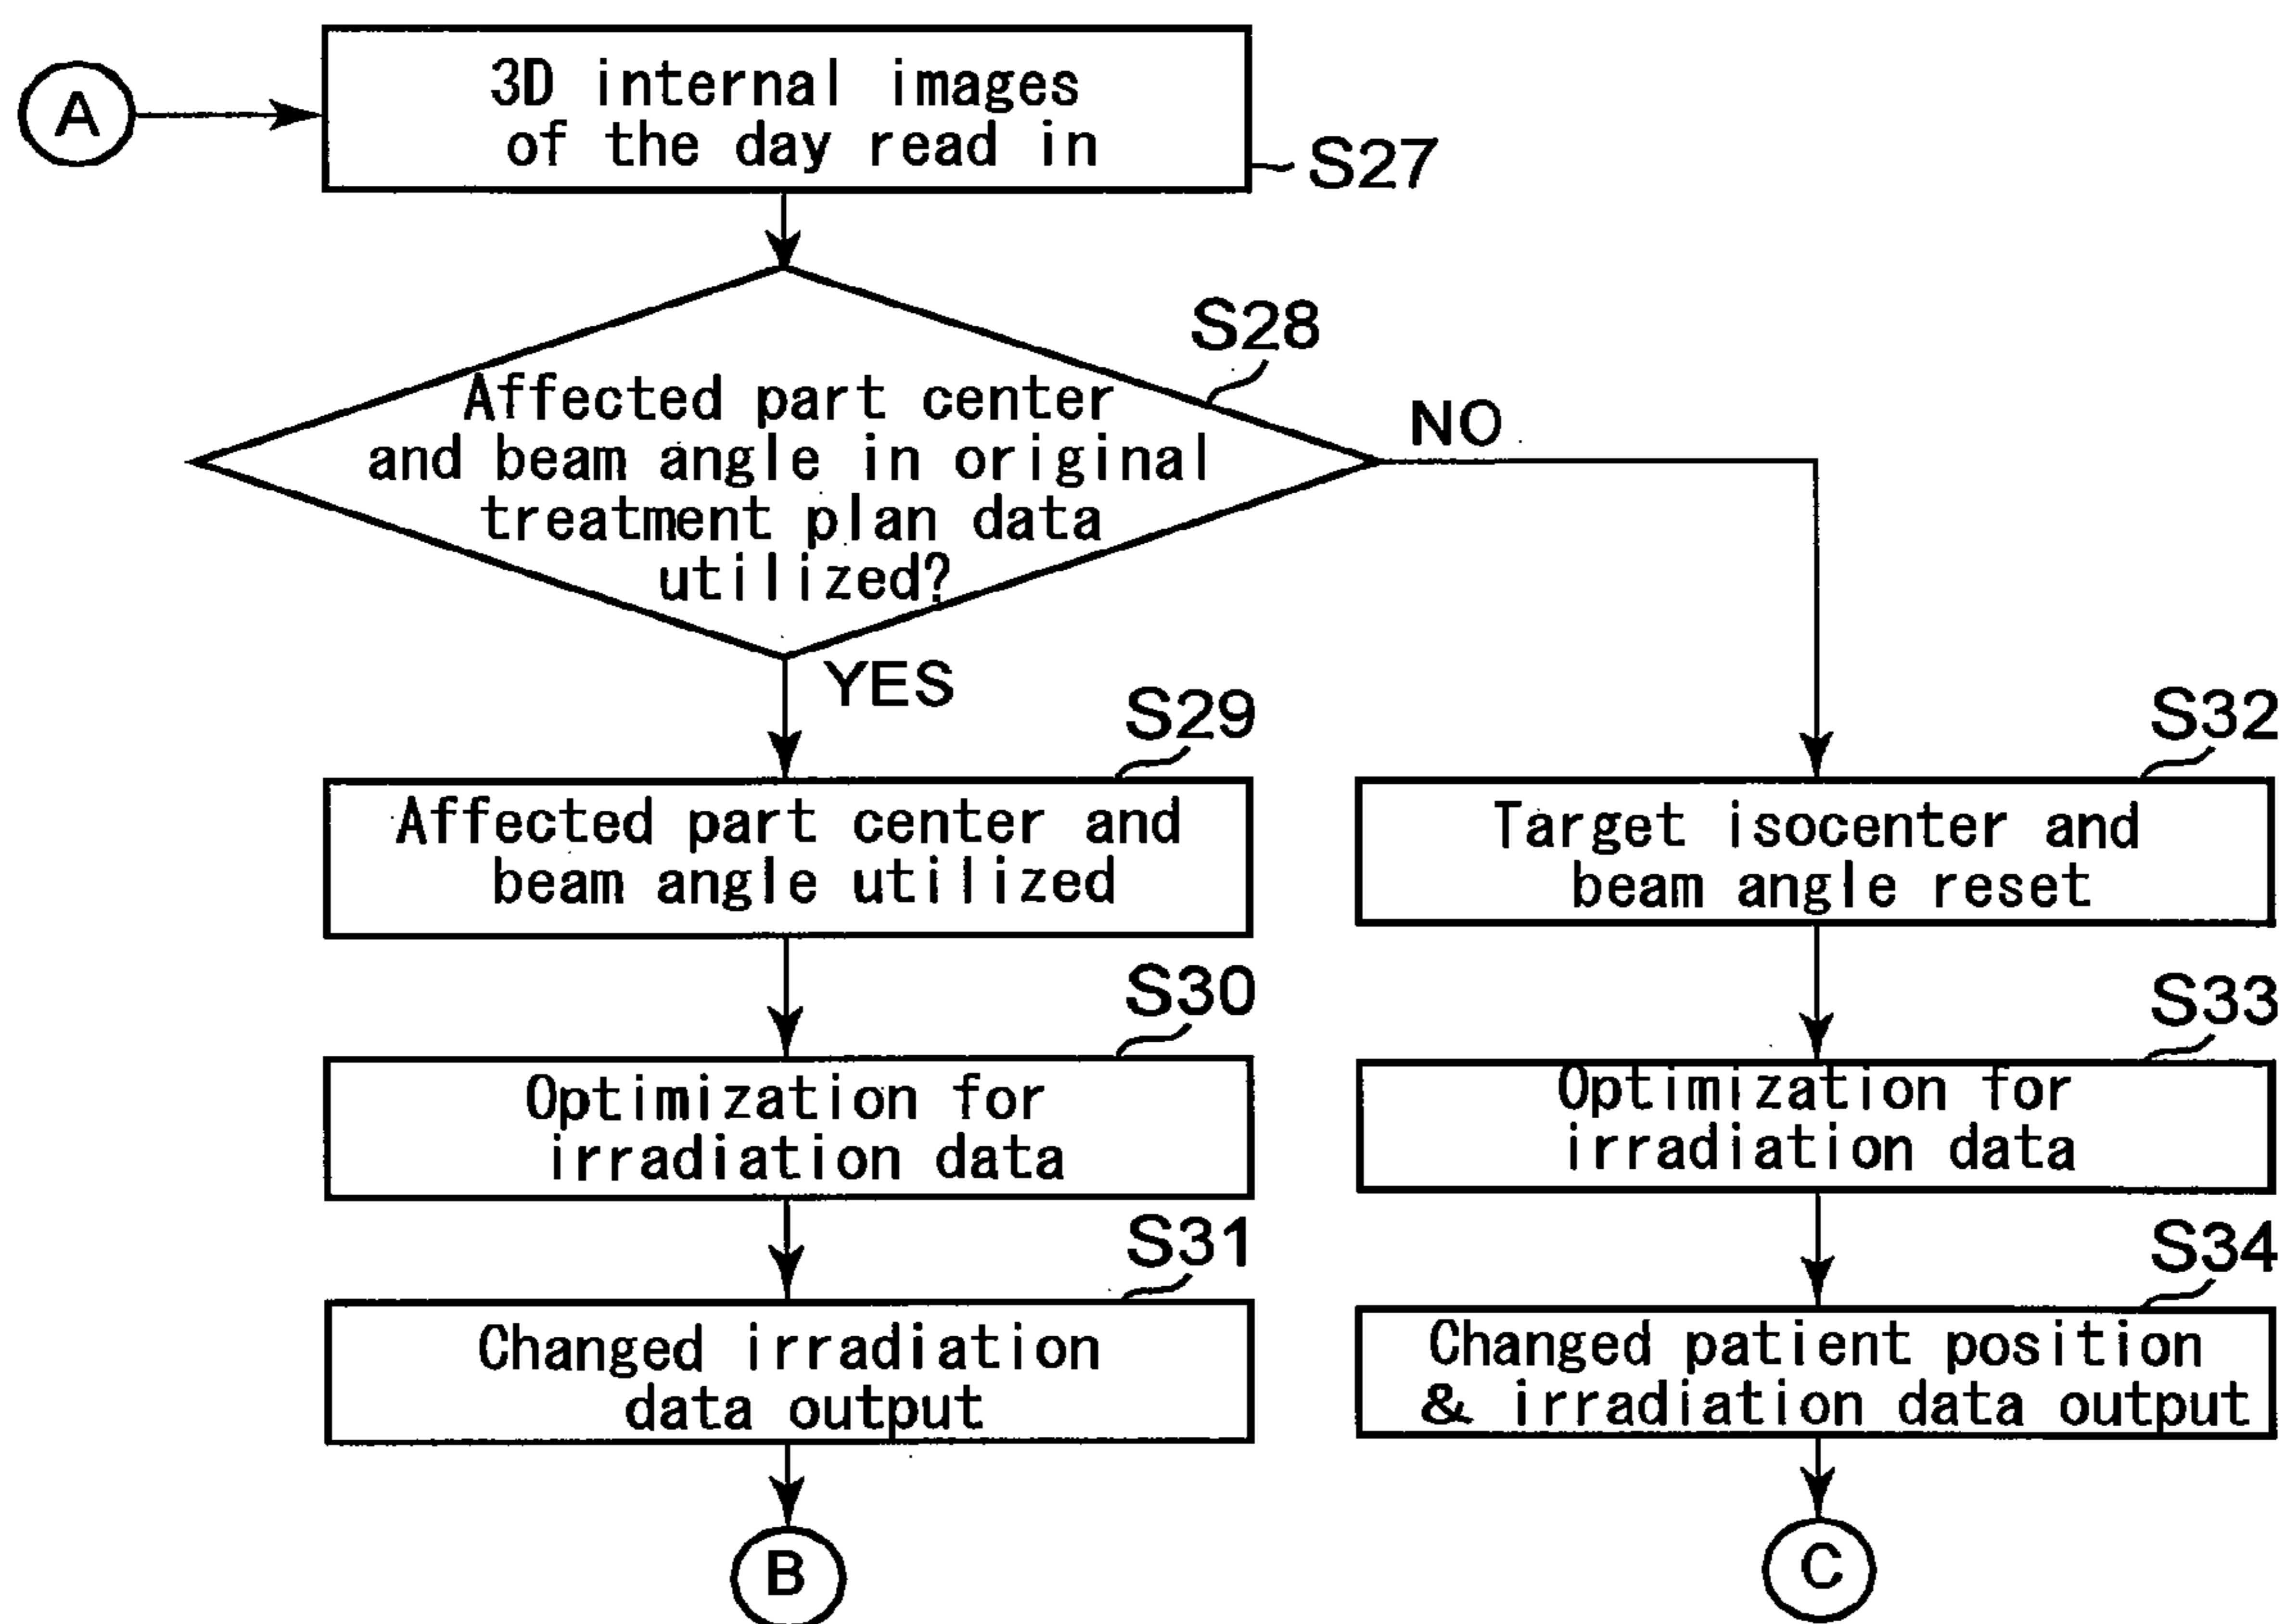 A
3D internal images
of the day read in
S27
S28
Affected part center
and beam angle in original
treatment plan data
utilized?
NO
YES
S29
Affected part center and
beam angle utilized
S30
Optimization for
irradiation data
S31
Changed irradiation
data output
B
S32
Target isocenter and
beam angle reset
S33
Optimization for
irradiation data
S34
Changed patient position
& irradiation data output
C